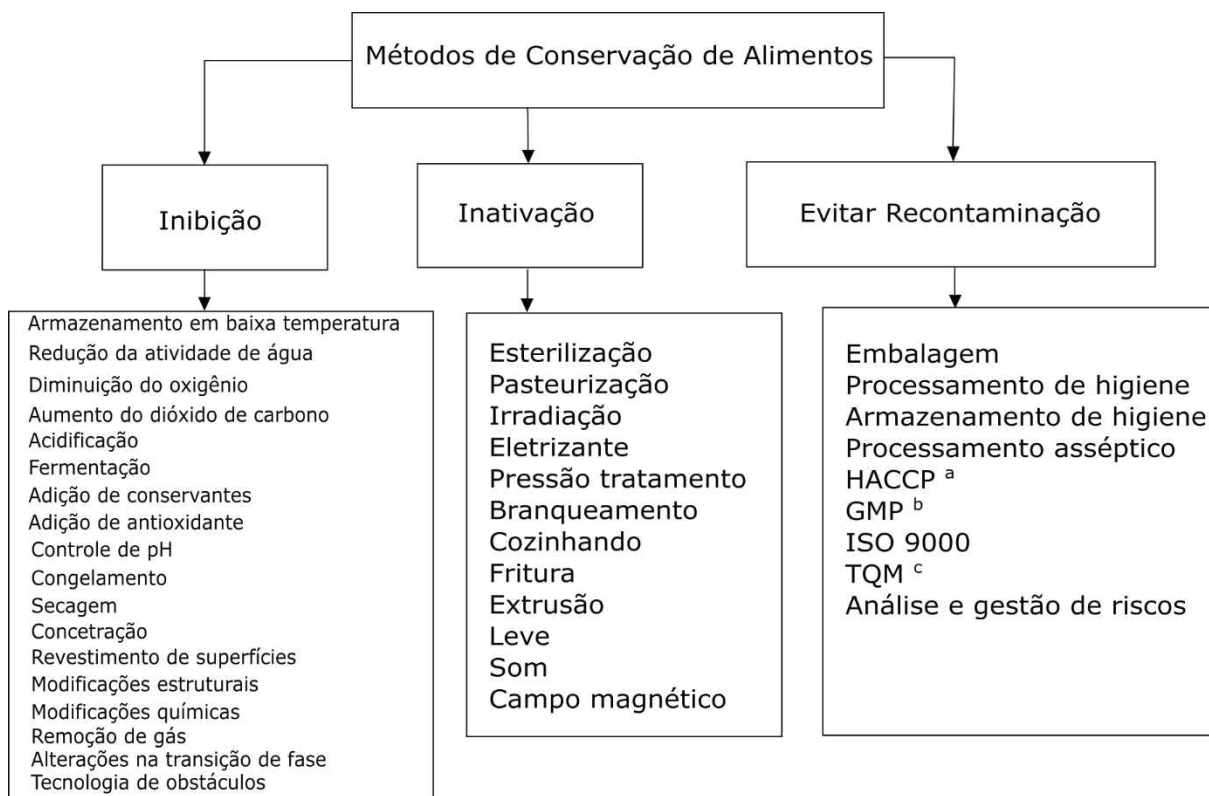 Métodos de Conservação de Alimentos
Inibição
Inativação
Evitar Recontaminação
Armazenamento em baixa temperatura
Redução da atividade de água
Diminuição do oxigênio
Aumento do dióxido de carbono
Acidificação
Fermentação
Adição de conservantes
Adição de antioxidante
Controle de pH
Congelamento
Secagem
Concetração
Revestimento de superfícies
Modificações estruturais
Modificações químicas
Remoção de gás
Alterações na transição de fase
Tecnologia de obstáculos
Esterilização
Pasteurização
Irradiação
Eletrizante
Pressão tratamento
Branqueamento
Cozinhando
Fritura
Extrusão
Leve
Som
Campo magnético
Embalagem
Processamento de higiene
Armazenamento de higiene
Processamento asséptico
HACCP a
GMP b
ISO 9000
TQM c
Análise e gestão de riscos